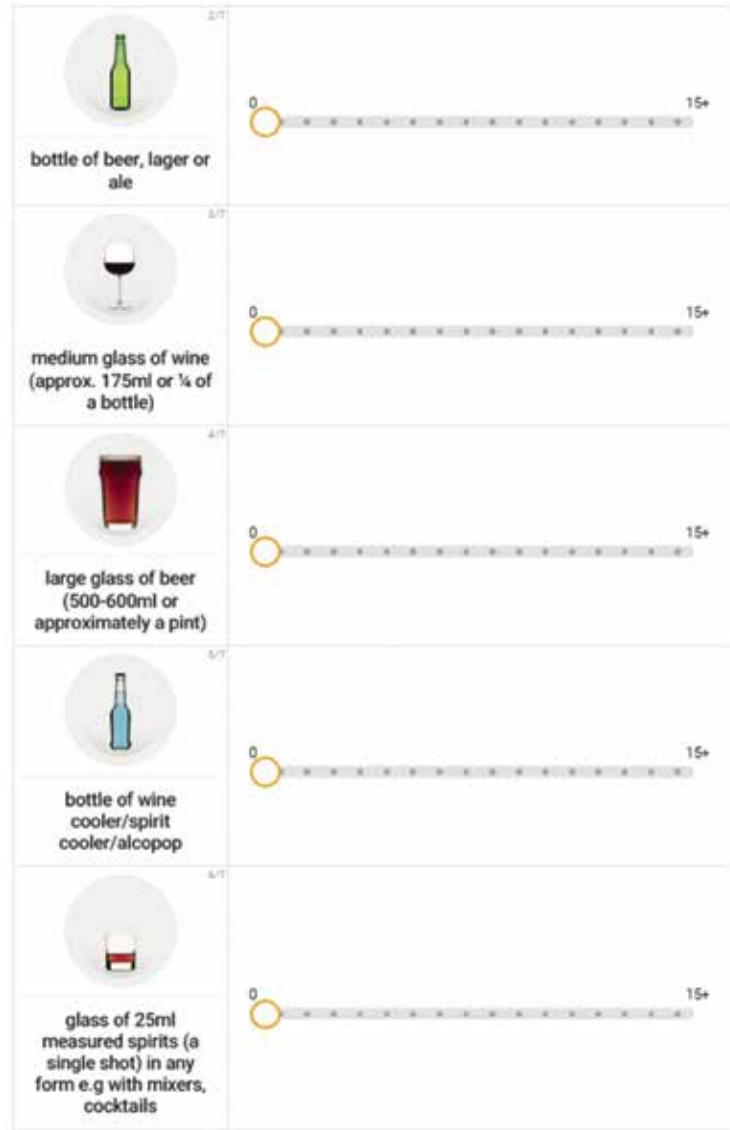 2/7
0 15+
bottle of beer, lager or
ale
3/7
0 15+
medium glass of wine
(approx. 175ml or ¼ of
a bottle)
4/7
0 15+
large glass of beer
(500-600ml or
approximately a pint)
5/7
0 15+
bottle of wine
cooler/spirit
cooler/alcopop
6/7
0 15+
glass of 25ml
measured spirits (a
single shot) in any
form e.g with mixers,
cocktails